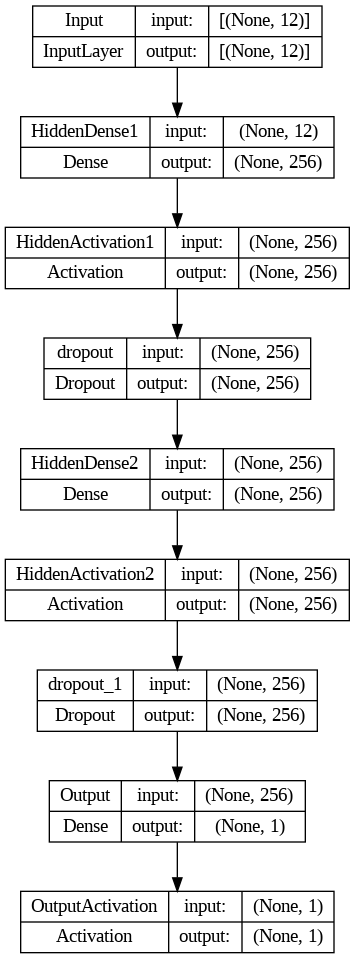 Input input: [(None, 12)]
InputLayer output: [(None, 12)]
HiddenDense1 input: (None, 12)
Dense output: (None, 256)
HiddenActivation1 input: (None, 256)
Activation output: (None, 256)
dropout input: (None, 256)
Dropout output: (None, 256)
HiddenDense2 input: (None, 256)
Dense output: (None, 256)
HiddenActivation2 input: (None, 256)
Activation output: (None, 256)
dropout_1 input: (None, 256)
Dropout output: (None, 256)
Output input: (None, 256)
Dense output: (None, 1)
OutputActivation input: (None, 1)
Activation output: (None, 1)